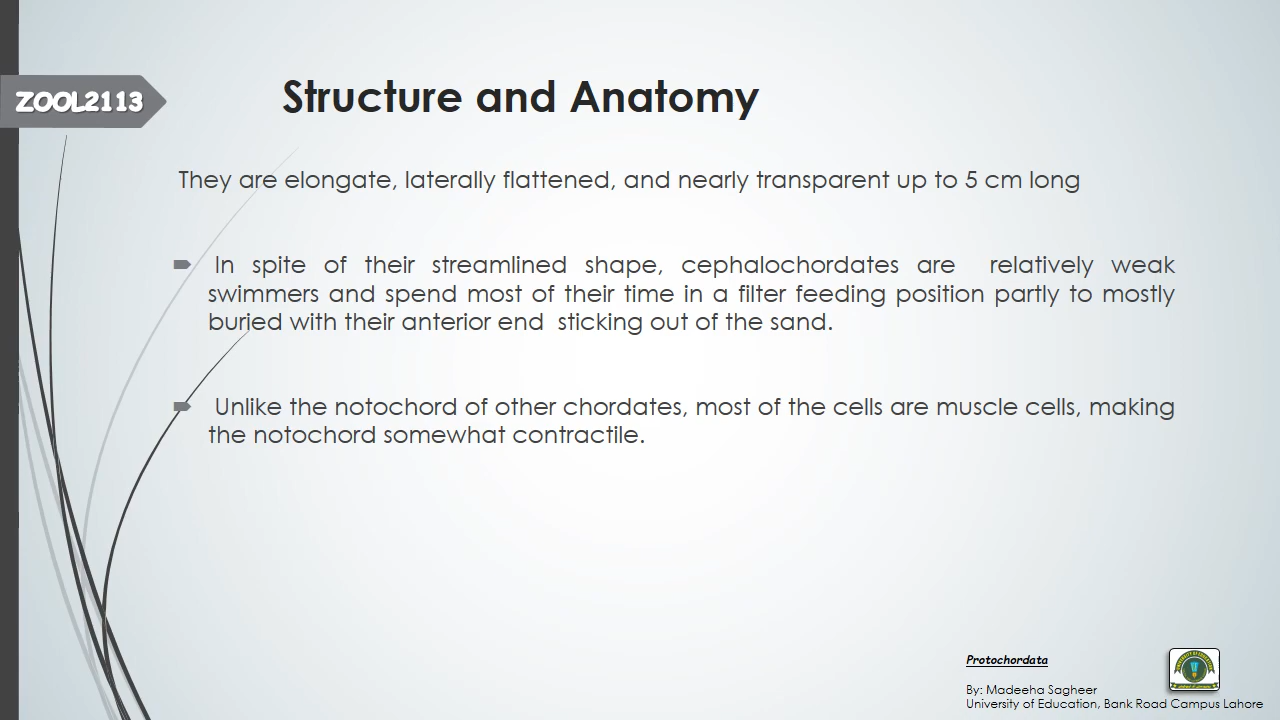 ZOOL2113
Structure and Anatomy
They are elongate, laterally flattened, and nearly transparent up to 5 cm long
In spite of their streamlined shape, cephalochordates are relatively weak
swimmers and spend most of their time in a filter feeding position partly to mostly
buried with their anterior end sticking out of the sand.
Unlike the notochord of other chordates, most of the cells are muscle cells, making
the notochord somewhat contractile.
Protochordata
By: Madeeha Sagheer
University of Education, Bank Road Campus Lahore